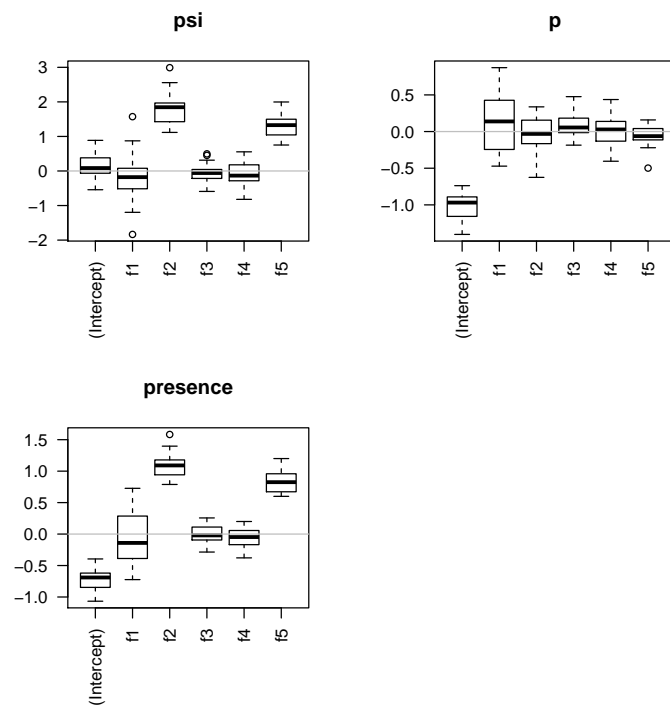 psi
3
2
1
0
−1
−2
(Intercept)
f1
f2
f3
f4
f5
p
0.5
0.0
−0.5
−1.0
(Intercept)
f1
f2
f3
f4
f5
presence
1.5
1.0
0.5
0.0
−0.5
−1.0
(Intercept)
f1
f2
f3
f4
f5